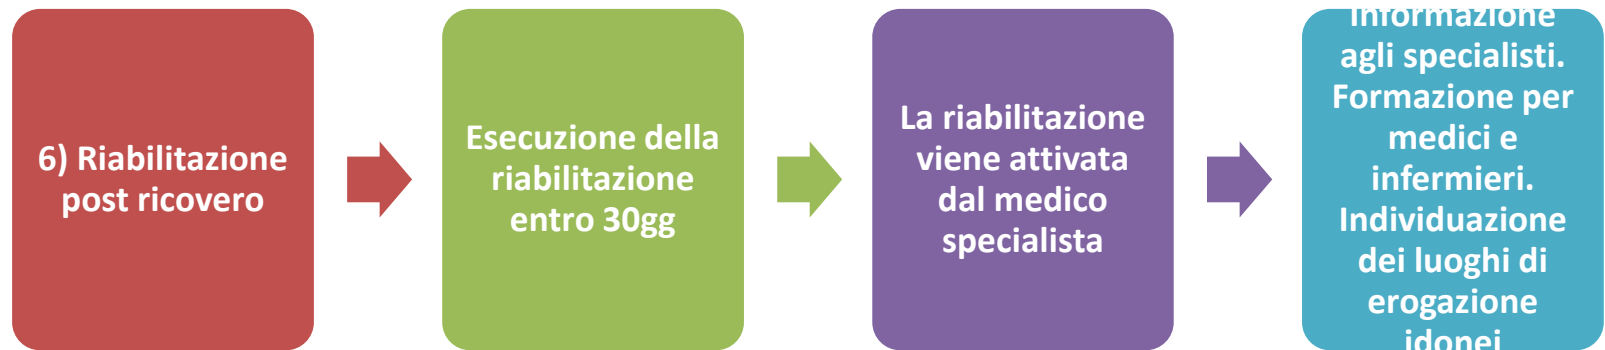 6) Riabilitazione
post ricovero
Esecuzione della
riabilitazione
entro 30gg
La riabilitazione
viene attivata
dal medico
specialista
Informazione
agli specialisti.
Formazione per
medici e
infermieri.
Individuazione
dei luoghi di
erogazione
idonei